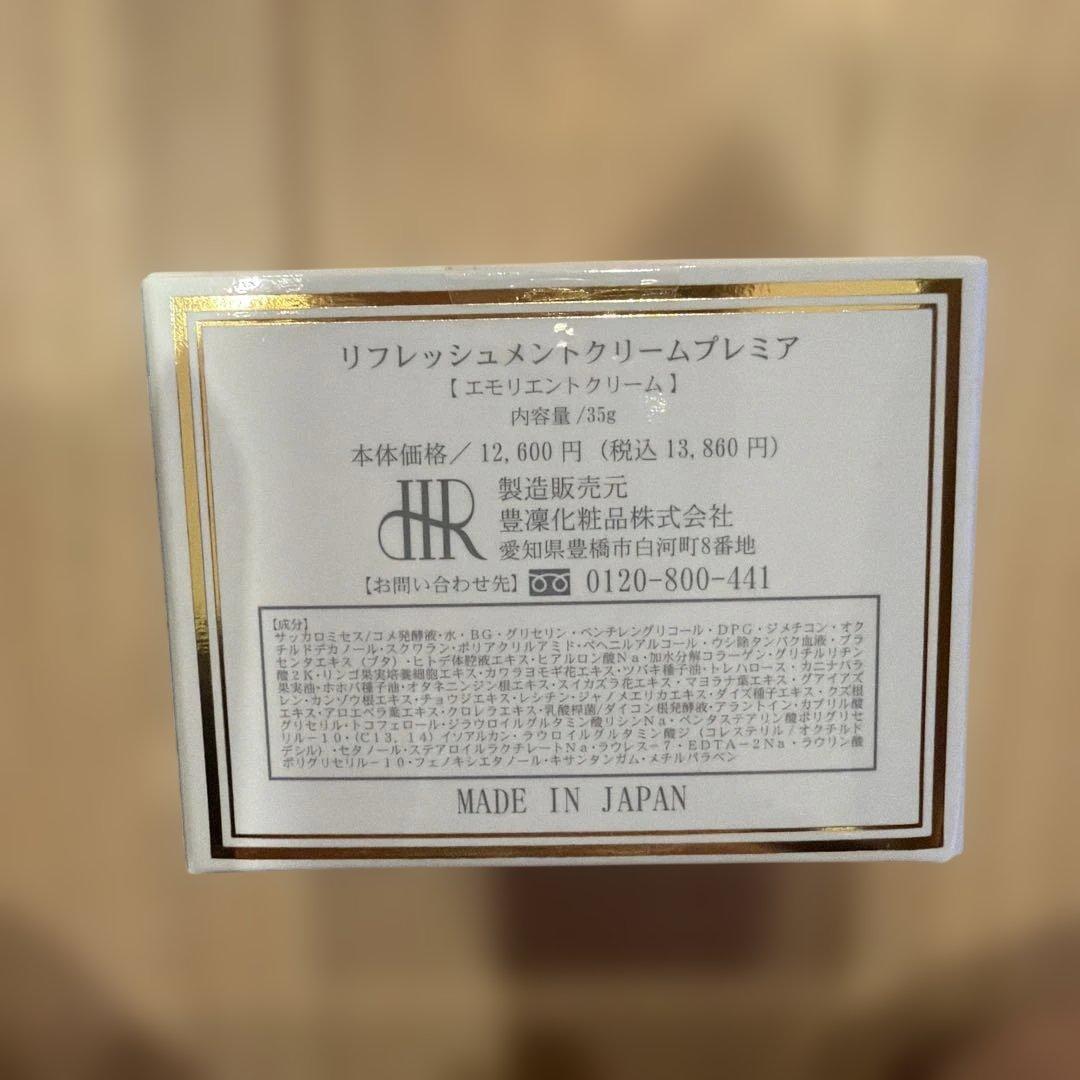 リフレッシュメントクリームプレミア
【エモリエントクリーム】
内容量/35g
本体価格／12,600円（税込13,860円）
HR 製造販売元
豊凜化粧品株式会社
愛知県豊橋市白河町8番地
【お問い合わせ先】 0120-800-441
【成分】
サッカロミセス/コメ発酵液・水・BG・グリセリン・ペンチレングリコール・DPG・ジメチコン・オク
チルドデカノール・スクワラン・ポリアクリルアミド・ベヘニルアルコール・ウシ除タンパク血液・プラ
センタエキス（ブタ）・ヒトデ体腔液エキス・ヒアルロン酸Na・加水分解コラーゲン・グリチルリチン
酸2K・リンゴ果実培養細胞エキス・カワラヨモギ花エキス・ツバキ種子油・トレハロース・カニナバラ
果実油・ホホバ種子油・オタネニンジン根エキス・スイカズラ花エキス・マヨラナ葉エキス・グアイアズ
レン・カンゾウ根エキス・チョウジエキス・レシチン・ジャノメエリカエキス・ダイズ種子エキス・クズ根
エキス・アロエベラ葉エキス・クロレラエキス・乳酸桿菌/ダイコン根発酵液・アラントイン・カプリル酸
グリセリル・トコフェロール・ジラウロイルグルタミン酸リシンNa・ペンタステアリン酸ポリグリセ
リル-10・（C13，14）イソアルカン・ラウロイルグルタミン酸ジ（コレステリル/オクチルド
デシル）・セタノール・ステアロイルラクチレートNa・ラウレス-7・EDTA-2Na・ラウリン酸
ポリグリセリル-10・フェノキシエタノール・キサンタンガム・メチルパラベン
MADE IN JAPAN